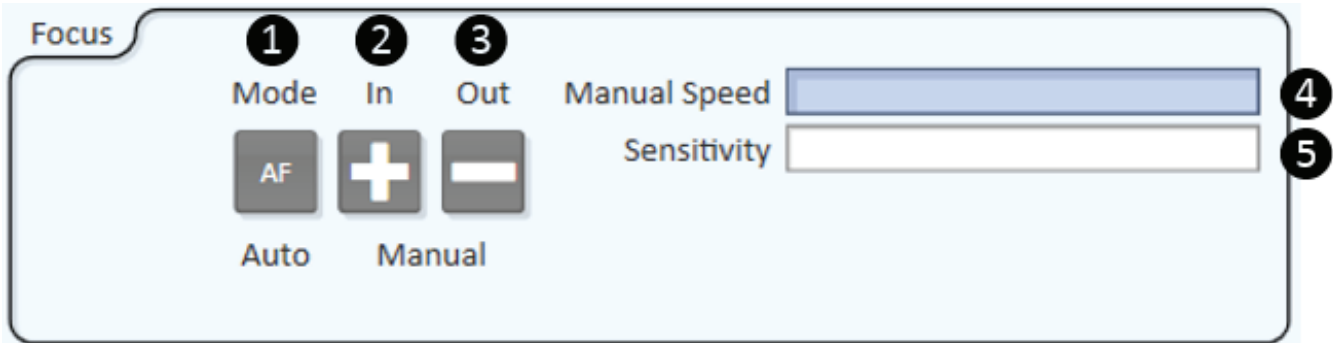 Focus
1 2 3
Mode In Out Manual Speed 4
Sensitivity 5
AF
Auto Manual